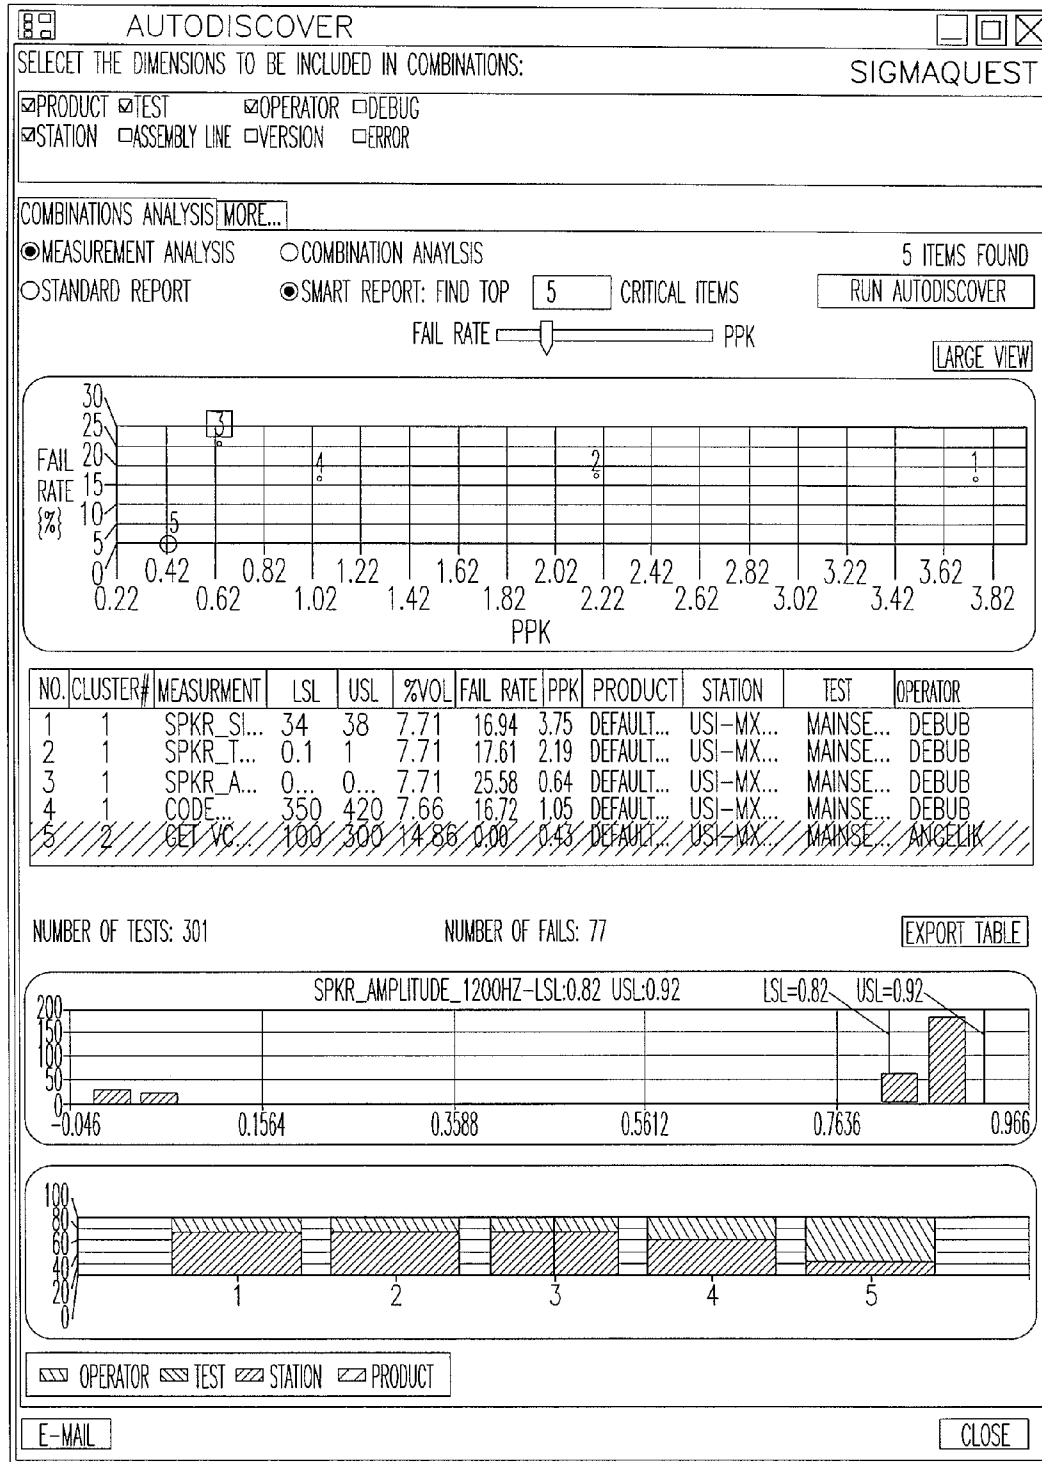 AUTODISCOVER
SELECET THE DIMENSIONS TO BE INCLUDED IN COMBINATIONS:
SIGMAQUEST
PRODUCT TEST OPERATOR DEBUG
STATION ASSEMBLY LINE VERSION ERROR
COMBINATIONS ANALYSIS MORE...
MEASUREMENT ANALYSIS COMBINATION ANAYLSIS 5 ITEMS FOUND
STANDARD REPORT SMART REPORT: FIND TOP 5 CRITICAL ITEMS RUN AUTODISCOVER
FAIL RATE PPK
LARGE VIEW
30
25
20
15
10
5
0
FAIL
RATE
{%}
3
4
2
1
5
0.42 0.82 1.22 1.62 2.02 2.42 2.82 3.22 3.62
0.22 0.62 1.02 1.42 1.82 2.22 2.62 3.02 3.42 3.82
PPK
NO. CLUSTER# MEASURMENT LSL USL %VOL FAIL RATE PPK PRODUCT STATION TEST OPERATOR
1 1 SPKR_SI... 34 38 7.71 16.94 3.75 DEFAULT... USI-MX... MAINSE... DEBUB
2 1 SPKR_T... 0.1 1 7.71 17.61 2.19 DEFAULT... USI-MX... MAINSE... DEBUB
3 1 SPKR_A... 0... 0... 7.71 25.58 0.64 DEFAULT... USI-MX... MAINSE... DEBUB
4 1 CODE... 350 420 7.66 16.72 1.05 DEFAULT... USI-MX... MAINSE... DEBUB
5 2 GET VC... 100 300 14.86 0.00 0.43 DEFAULT... USI-MX... MAINSE... ANGELIK
NUMBER OF TESTS: 301 NUMBER OF FAILS: 77 EXPORT TABLE
SPKR_AMPLITUDE_1200HZ-LSL:0.82 USL:0.92 LSL=0.82 USL=0.92
200
150
100
50
0
-0.046 0.1564 0.3588 0.5612 0.7636 0.966
100
80
60
40
20
0
1 2 3 4 5
OPERATOR TEST STATION PRODUCT
E-MAIL CLOSE